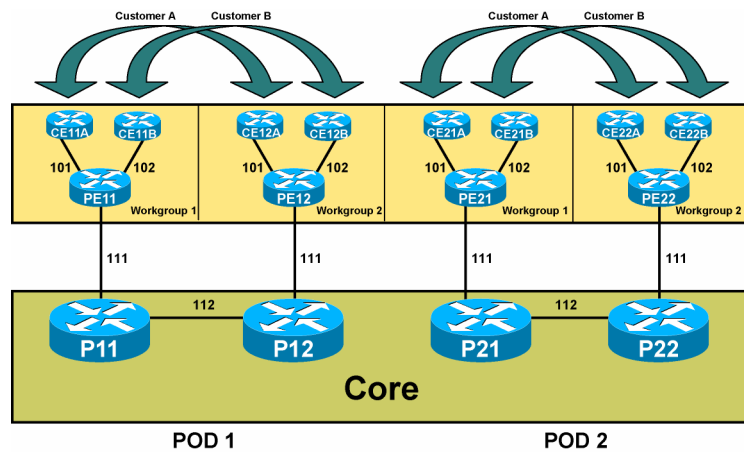 Customer A Customer B Customer A Customer B
CE11A CE11B CE12A CE12B CE21A CE21B CE22A CE22B
101 102 101 102 101 102 101 102
PE11 PE12 PE21 PE22
Workgroup 1 Workgroup 2 Workgroup 1 Workgroup 2
111 111 111 111
112 112
P11 P12 P21 P22
Core
POD 1 POD 2